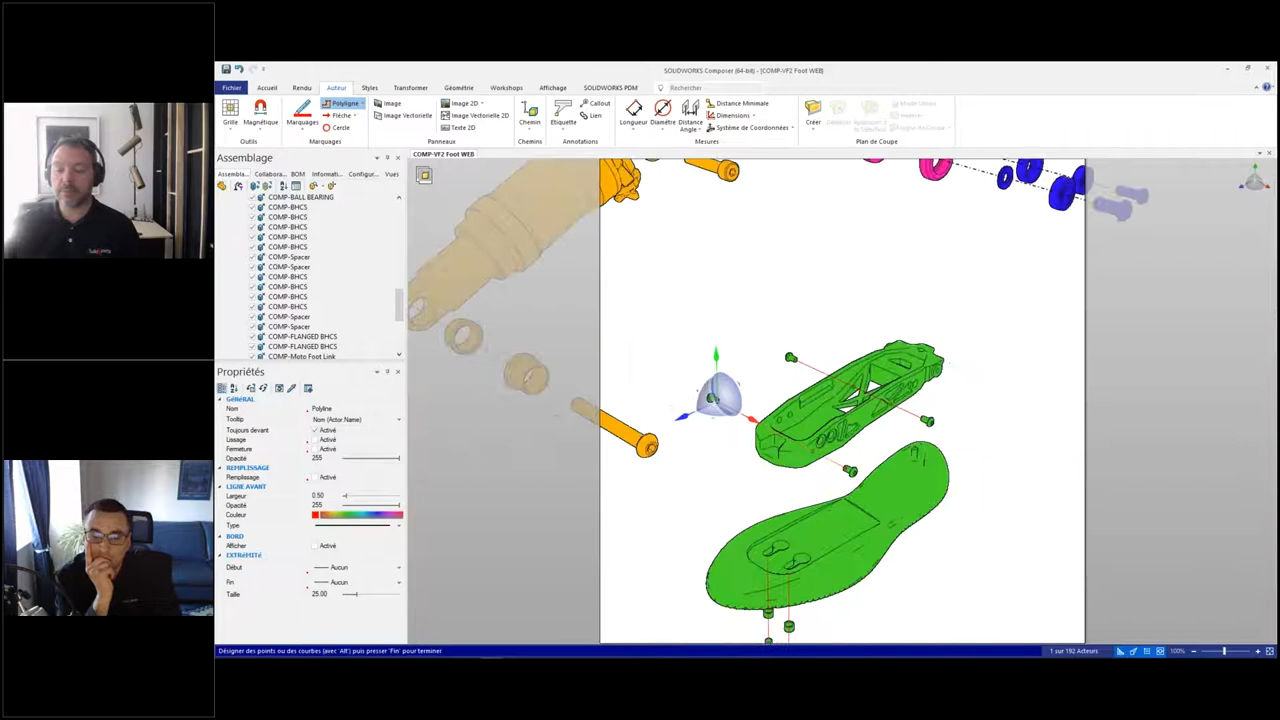 SOLIDWORKS Composer (64-bit) - [COMP-VF2 Foot WEB]
Fichier Accueil Rendu Auteur Styles Transformer Géométrie Workshops Affichage SOLIDWORKS PDM Rechercher
Polyligne Image Image 2D Callout Distance Minimale
Flèche Image Vectorielle Image Vectorielle 2D Lien Dimensions
Grille Magnétique Marquages Cercle Texte 2D Chemin Etiquette Longueur Diamètre Distance Angle Système de Coordonnées Créer
Outils Marquages Panneaux Chemins Annotations Mesures Plan de Coupe
Assemblage
COMP-VF2 Foot WEB
Assembla... Collabora... BOM Informati... Configur... Vues
COMP-BALL BEARING
COMP-BHCS
COMP-BHCS
COMP-BHCS
COMP-BHCS
COMP-BHCS
COMP-Spacer
COMP-Spacer
COMP-BHCS
COMP-BHCS
COMP-BHCS
COMP-BHCS
COMP-Spacer
COMP-Spacer
COMP-FLANGED BHCS
COMP-FLANGED BHCS
COMP-Moto Foot Link
Propriétés
GéNéRAL
Nom Polyline
Tooltip Nom (Actor.Name)
Toujours devant Activé
Lissage Activé
Fermeture Activé
Opacité 255
REMPLISSAGE
Remplissage Activé
LIGNE AVANT
Largeur 0.50
Opacité 255
Couleur
Type
BORD
Afficher Activé
EXTRéMITé
Début Aucun
Fin Aucun
Taille 25.00
Désigner des points ou des courbes (avec 'Alt') puis presser 'Fin' pour terminer
1 sur 192 Acteurs 100%